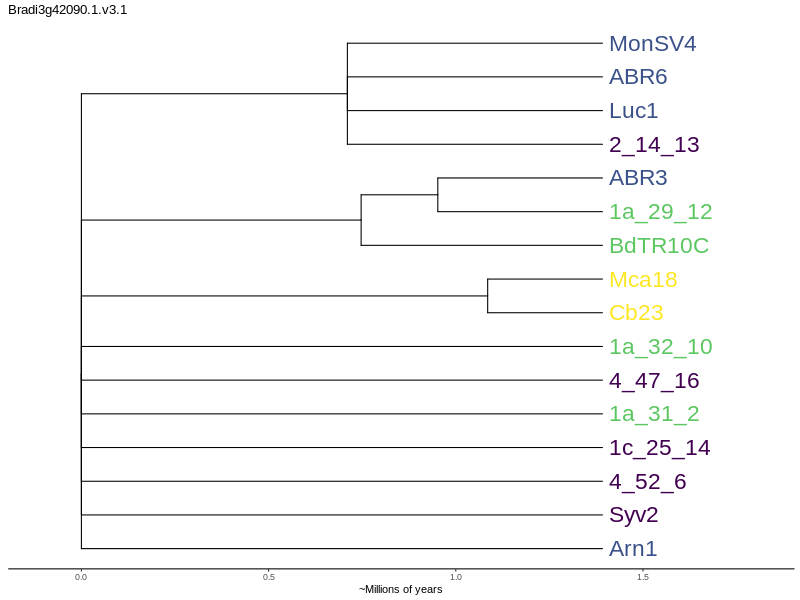 Bradi3g42090.1.v3.1
MonSV4
ABR6
Luc1
2_14_13
ABR3
1a_29_12
BdTR10C
Mca18
Cb23
1a_32_10
4_47_16
1a_31_2
1c_25_14
4_52_6
Syv2
Arn1
0.0 0.5 1.0 1.5
~Millions of years